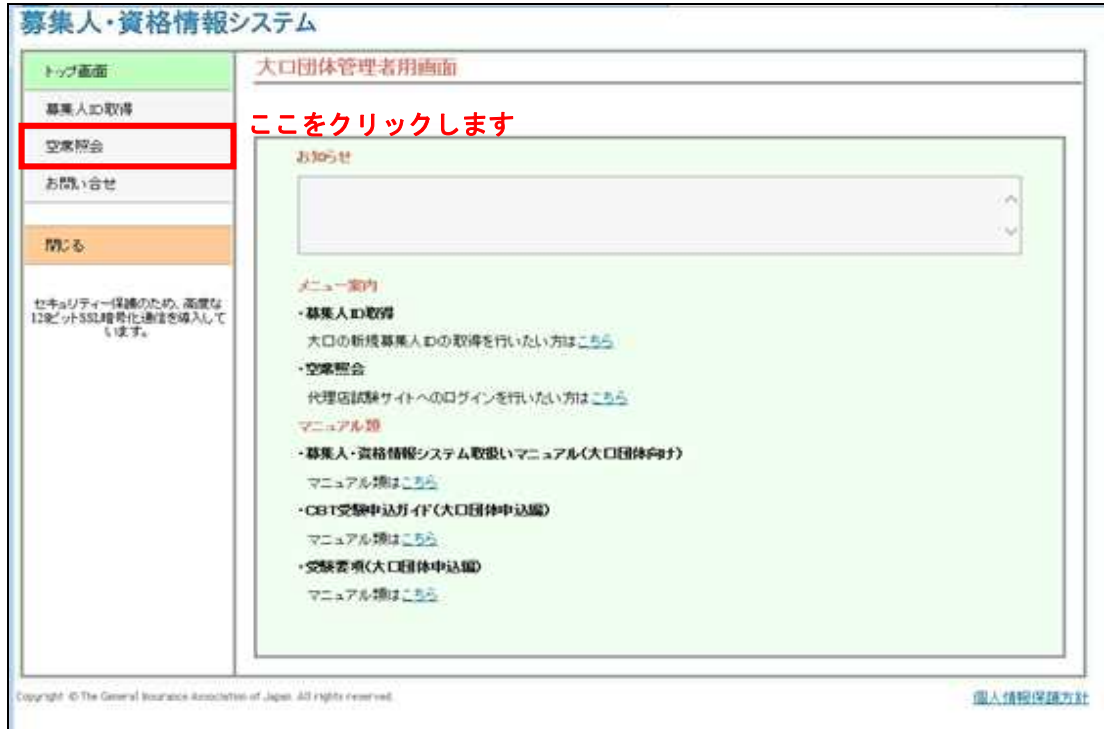 募集人・資格情報システム
トップ画面
募集人ID取得
空席照会
お問い合せ
閉じる
セキュリティー保護のため、高度な
128ビットSSL暗号化通信を導入して
います。
大口団体管理者用画面
ここをクリックします
お知らせ
メニュー案内
・募集人ID取得
大口の新規募集人IDの取得を行いたい方はこちら
・空席照会
代理店試験サイトへのログインを行いたい方はこちら
マニュアル類
・募集人・資格情報システム取扱いマニュアル(大口団体向け)
マニュアル類はこちら
・CBT受験申込ガイド(大口団体申込編)
マニュアル類はこちら
・受験要項(大口団体申込編)
マニュアル類はこちら
Copyright © The General Insurance Association of Japan. All rights reserved.
個人情報保護方針